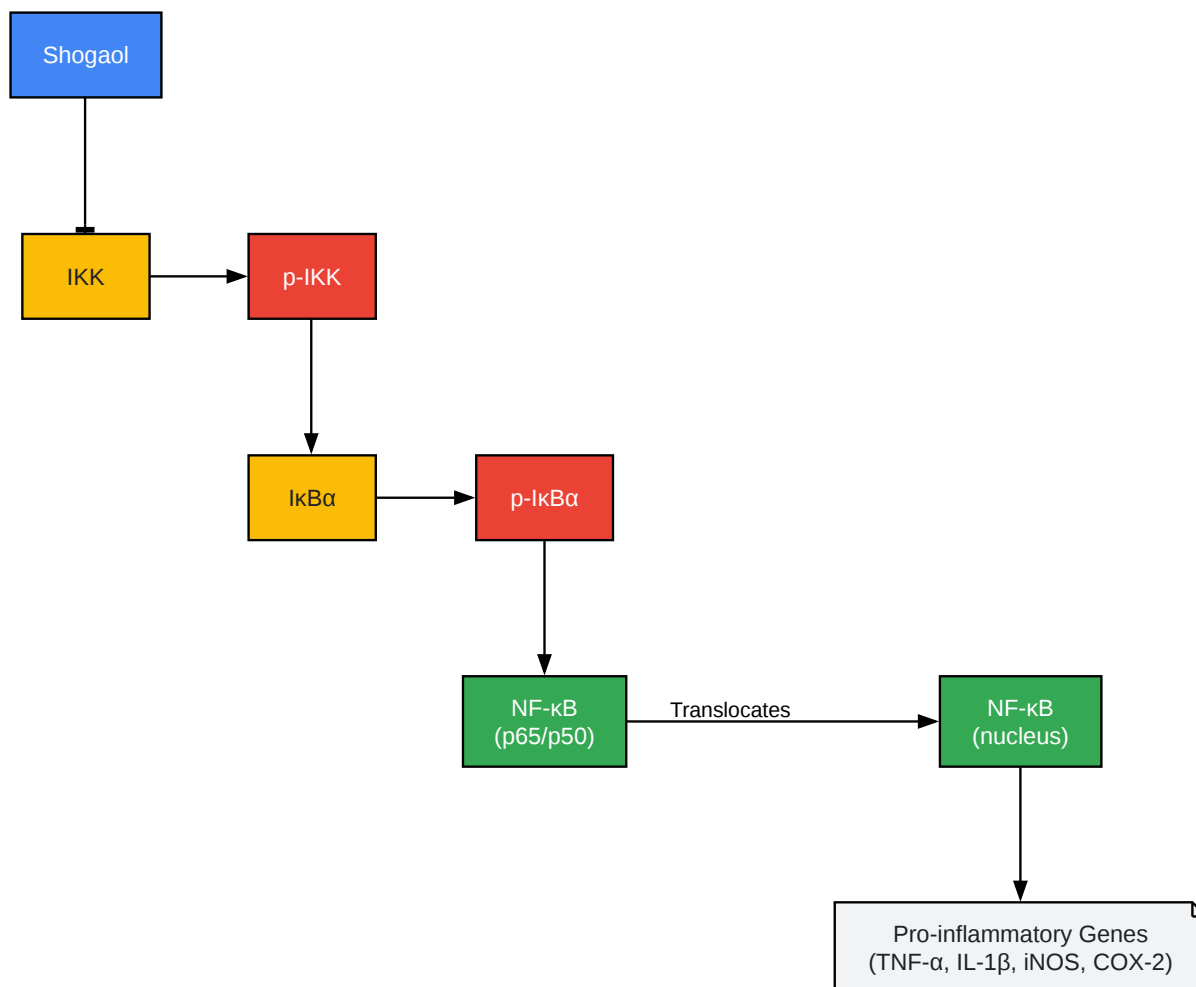 Shogaol
IKK
p-IKK
IκBα
p-IκBα
NF-κB
(p65/p50)
Translocates
NF-κB
(nucleus)
Pro-inflammatory Genes
(TNF-α, IL-1β, iNOS, COX-2)